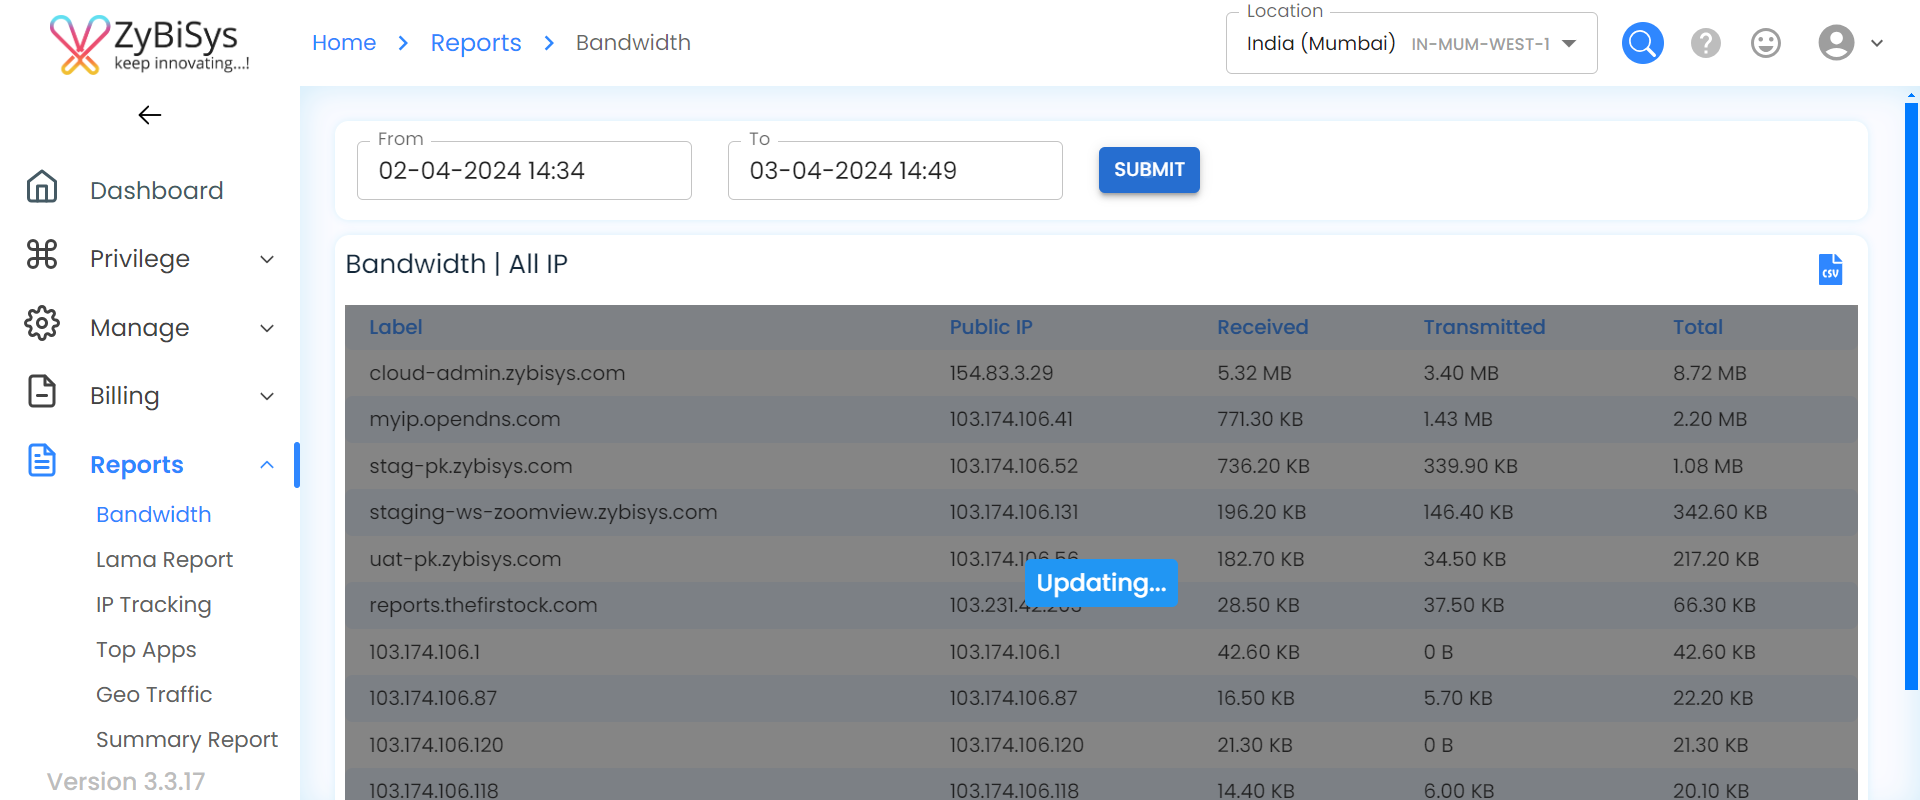 ZyBiSys
keep innovating...!
Home > Reports > Bandwidth
Location
India (Mumbai) IN-MUM-WEST-1
Dashboard
Privilege
Manage
Billing
Reports
Bandwidth
Lama Report
IP Tracking
Top Apps
Geo Traffic
Summary Report
Version 3.3.17
From
02-04-2024 14:34
To
03-04-2024 14:49
SUBMIT
Bandwidth | All IP
CSV
Label Public IP Received Transmitted Total
cloud-admin.zybisys.com 154.83.3.29 5.32 MB 3.40 MB 8.72 MB
myip.opendns.com 103.174.106.41 771.30 KB 1.43 MB 2.20 MB
stag-pk.zybisys.com 103.174.106.52 736.20 KB 339.90 KB 1.08 MB
staging-ws-zoomview.zybisys.com 103.174.106.131 196.20 KB 146.40 KB 342.60 KB
uat-pk.zybisys.com 103.174.106.56 182.70 KB 34.50 KB 217.20 KB
Updating...
reports.thefirstock.com 28.50 KB 37.50 KB 66.30 KB
103.174.106.1 103.174.106.1 42.60 KB 0 B 42.60 KB
103.174.106.87 103.174.106.87 16.50 KB 5.70 KB 22.20 KB
103.174.106.120 103.174.106.120 21.30 KB 0 B 21.30 KB
103.174.106.118 103.174.106.118 14.40 KB 6.00 KB 20.10 KB